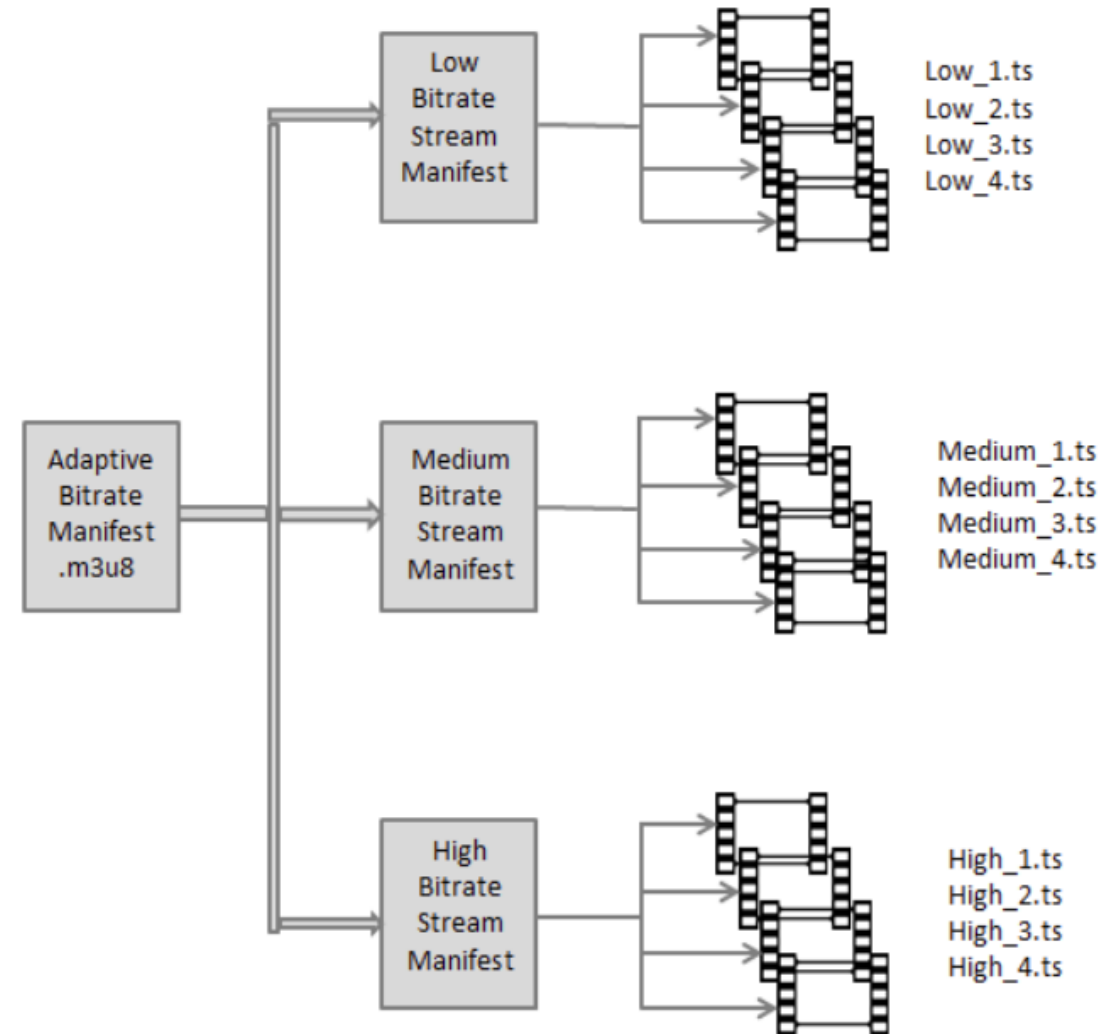 Low
Bitrate
Stream
Manifest
Low_1.ts
Low_2.ts
Low_3.ts
Low_4.ts
Adaptive
Bitrate
Manifest
.m3u8
Medium
Bitrate
Stream
Manifest
Medium_1.ts
Medium_2.ts
Medium_3.ts
Medium_4.ts
High
Bitrate
Stream
Manifest
High_1.ts
High_2.ts
High_3.ts
High_4.ts